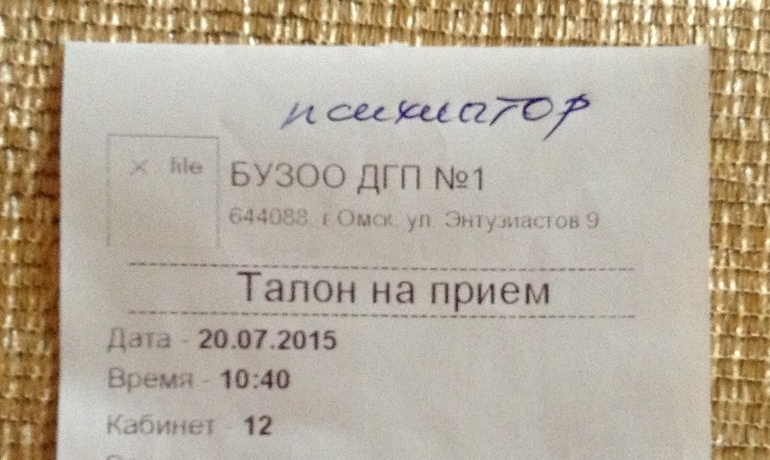 психиатор
× file
БУЗОО ДГП №1
644088, г.Омск, ул. Энтузиастов 9
Талон на прием
Дата - 20.07.2015
Время - 10:40
Кабинет - 12